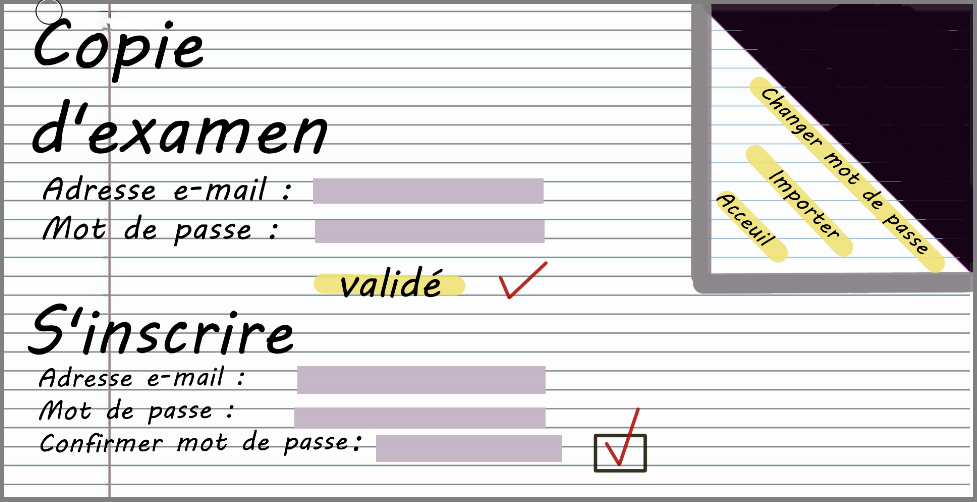 Copie
d'examen
Adresse e-mail :
Mot de passe :
validé
S'inscrire
Adresse e-mail :
Mot de passe :
Confirmer mot de passe:
Changer mot de passe
Importer
Acceuil